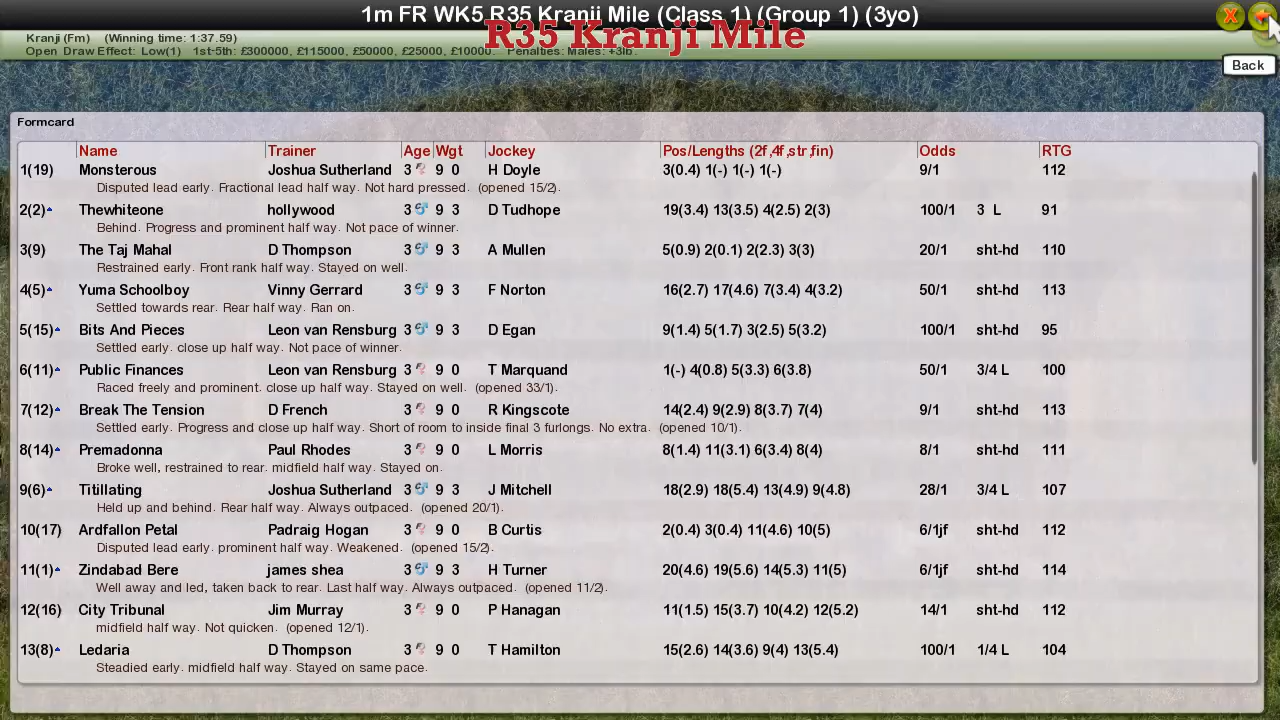 1m FR WK5 R35 Kranji Mile (Class 1) (Group 1) (3yo)
R35 Kranji Mile
Kranji (Fm) (Winning time: 1:37.59)
Open Draw Effect: Low(1) 1st-5th: £300000, £115000, £50000, £25000, £10000. Penalties: Males: +3lb.
Back
Formcard
Name Trainer Age Wgt Jockey Pos/Lengths (2f,4f,str,fin) Odds RTG
1(19) Monsterous Joshua Sutherland 3 9 0 H Doyle 3(0.4) 1(-) 1(-) 1(-) 9/1 112
Disputed lead early. Fractional lead half way. Not hard pressed. (opened 15/2).
2(2) Thewhiteone hollywood 3 9 3 D Tudhope 19(3.4) 13(3.5) 4(2.5) 2(3) 100/1 3 L 91
Behind. Progress and prominent half way. Not pace of winner.
3(9) The Taj Mahal D Thompson 3 9 3 A Mullen 5(0.9) 2(0.1) 2(2.3) 3(3) 20/1 sht-hd 110
Restrained early. Front rank half way. Stayed on well.
4(5) Yuma Schoolboy Vinny Gerrard 3 9 3 F Norton 16(2.7) 17(4.6) 7(3.4) 4(3.2) 50/1 sht-hd 113
Settled towards rear. Rear half way. Ran on.
5(15) Bits And Pieces Leon van Rensburg 3 9 3 D Egan 9(1.4) 5(1.7) 3(2.5) 5(3.2) 100/1 sht-hd 95
Settled early. close up half way. Not pace of winner.
6(11) Public Finances Leon van Rensburg 3 9 0 T Marquand 1(-) 4(0.8) 5(3.3) 6(3.8) 50/1 3/4 L 100
Raced freely and prominent. close up half way. Stayed on well. (opened 33/1).
7(12) Break The Tension D French 3 9 0 R Kingscote 14(2.4) 9(2.9) 8(3.7) 7(4) 9/1 sht-hd 113
Settled early. Progress and close up half way. Short of room to inside final 3 furlongs. No extra. (opened 10/1).
8(14) Premadonna Paul Rhodes 3 9 0 L Morris 8(1.4) 11(3.1) 6(3.4) 8(4) 8/1 sht-hd 111
Broke well, restrained to rear. midfield half way. Stayed on.
9(6) Titillating Joshua Sutherland 3 9 3 J Mitchell 18(2.9) 18(5.4) 13(4.9) 9(4.8) 28/1 3/4 L 107
Held up and behind. Rear half way. Always outpaced. (opened 20/1).
10(17) Ardfallon Petal Padraig Hogan 3 9 0 B Curtis 2(0.4) 3(0.4) 11(4.6) 10(5) 6/1jf sht-hd 112
Disputed lead early. prominent half way. Weakened. (opened 15/2).
11(1) Zindabad Bere james shea 3 9 3 H Turner 20(4.6) 19(5.6) 14(5.3) 11(5) 6/1jf sht-hd 114
Well away and led, taken back to rear. Last half way. Always outpaced. (opened 11/2).
12(16) City Tribunal Jim Murray 3 9 0 P Hanagan 11(1.5) 15(3.7) 10(4.2) 12(5.2) 14/1 sht-hd 112
midfield half way. Not quicken. (opened 12/1).
13(8) Ledaria D Thompson 3 9 0 T Hamilton 15(2.6) 14(3.6) 9(4) 13(5.4) 100/1 1/4 L 104
Steadied early. midfield half way. Stayed on same pace.